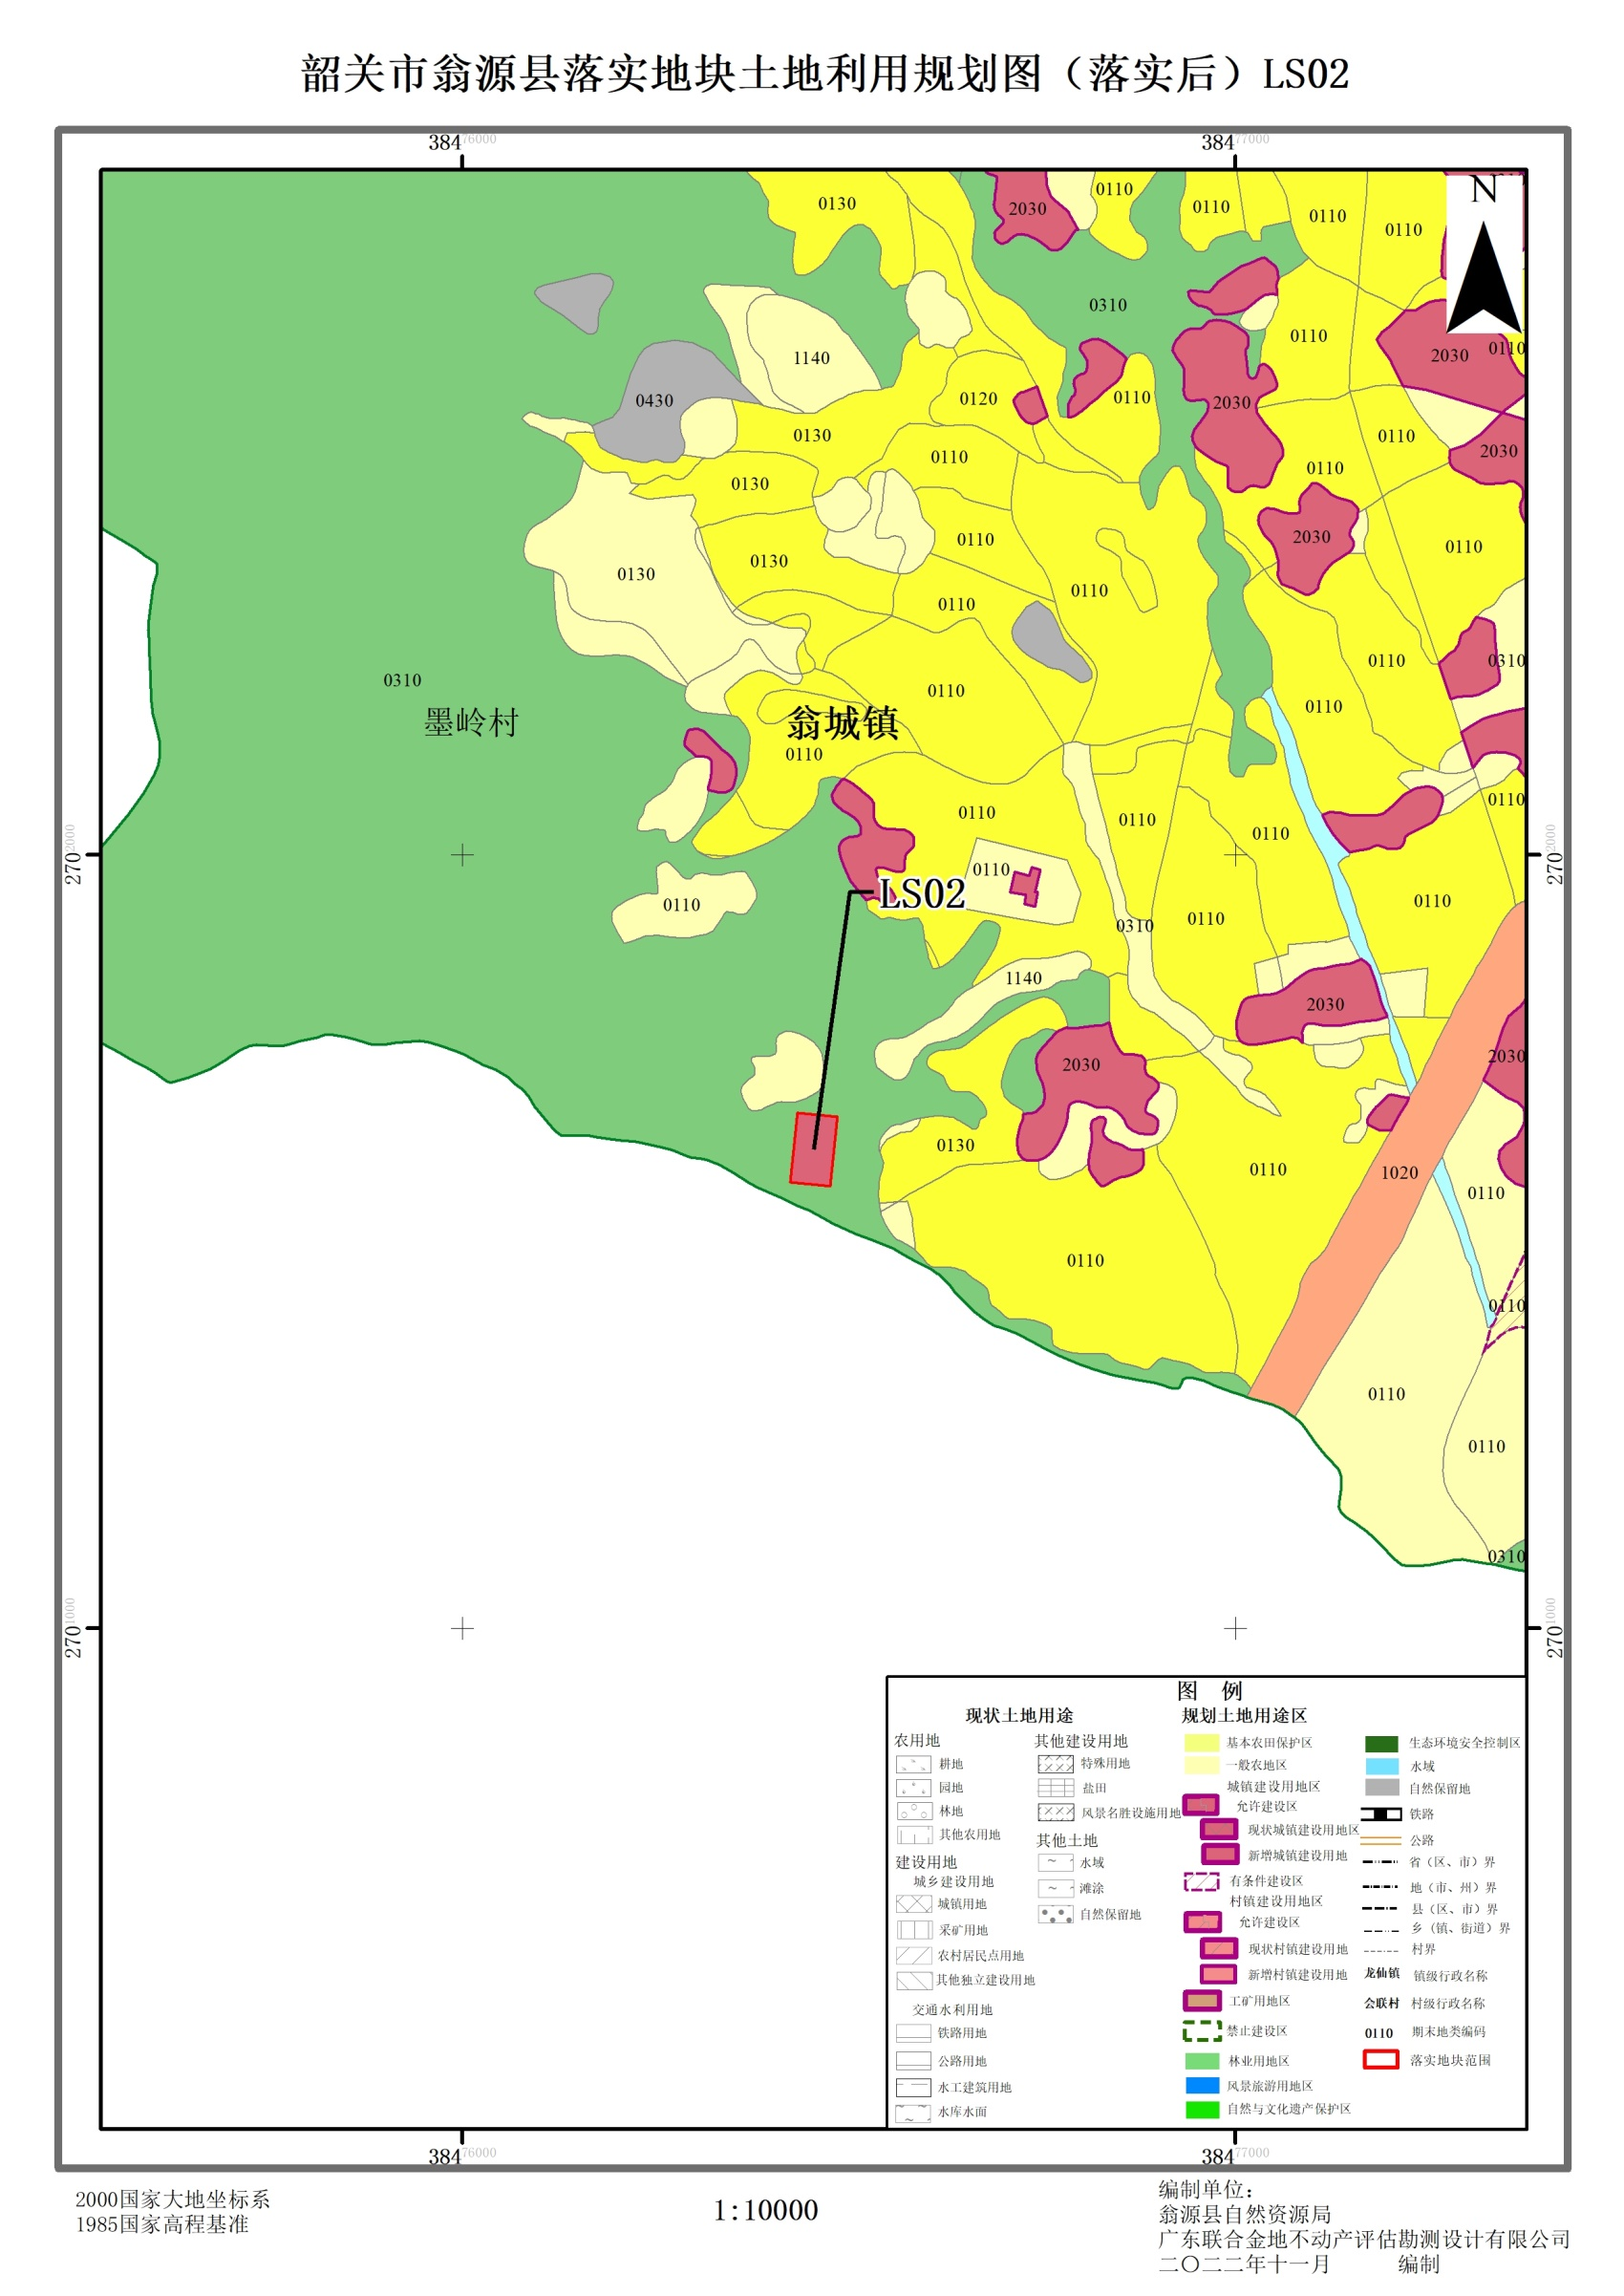 韶关市翁源县落实地块土地利用规划图（落实后）LS02
38476000 38477000
N
0130 2030 0110 0110 0110 0110
0310
0110 2030 0110
1140
0430 0120 0110 2030
0130 0110 0110 2030
0130 0110
0110 2030 0110
0130 0130
0110 0110
0310 0110 0110 0310
墨岭村 翁城镇 0110
0110
0110 0110 0110 0110
2702000 2702000
0110 LS02 0110 0310 0110 0110
1140 2030
2030 2030
0130 0110 1020 0110
0110
0110
0110
0110
0310
2701000 2701000
图 例
现状土地用途
农用地
耕地
园地
林地
其他农用地
建设用地
城乡建设用地
城镇用地
采矿用地
农村居民点用地
其他独立建设用地
交通水利用地
铁路用地
公路用地
水工建筑用地
水库水面
其他建设用地
特殊用地
盐田
风景名胜设施用地
其他土地
水域
滩涂
自然保留地
规划土地用途区
基本农田保护区
一般农地区
城镇建设用地区
允许建设区
现状城镇建设用地区
新增城镇建设用地
有条件建设区
村镇建设用地区
允许建设区
现状村镇建设用地
新增村镇建设用地
工矿用地区
禁止建设区
林业用地区
风景旅游用地区
自然与文化遗产保护区
生态环境安全控制区
水域
自然保留地
铁路
公路
省（区、市）界
地（市、州）界
县（区、市）界
乡（镇、街道）界
村界
龙仙镇 镇级行政名称
会联村 村级行政名称
0110 期末地类编码
落实地块范围
38476000 38477000
2000国家大地坐标系
1985国家高程基准
1:10000
编制单位：
翁源县自然资源局
广东联合金地不动产评估勘测设计有限公司
二〇二二年十一月 编制